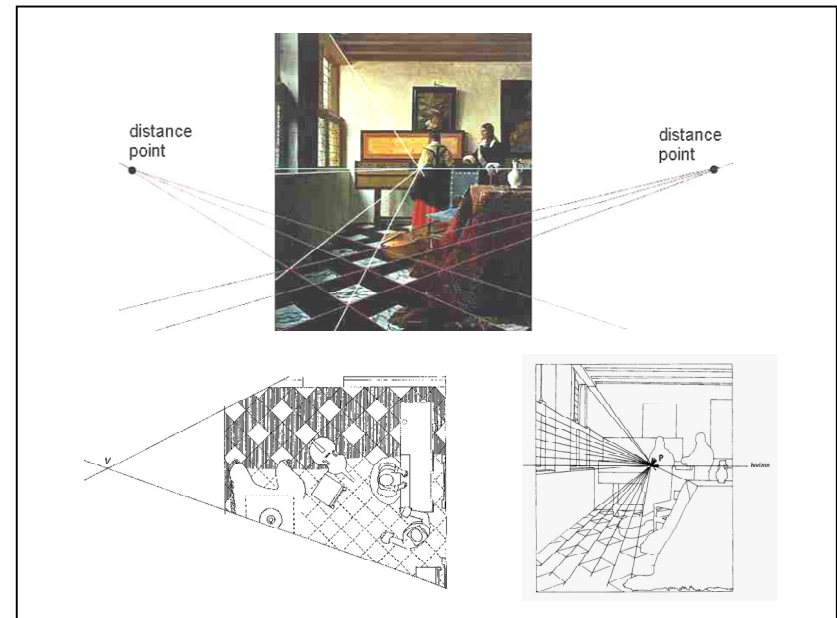 distance
point
distance
point
V
P
horizon